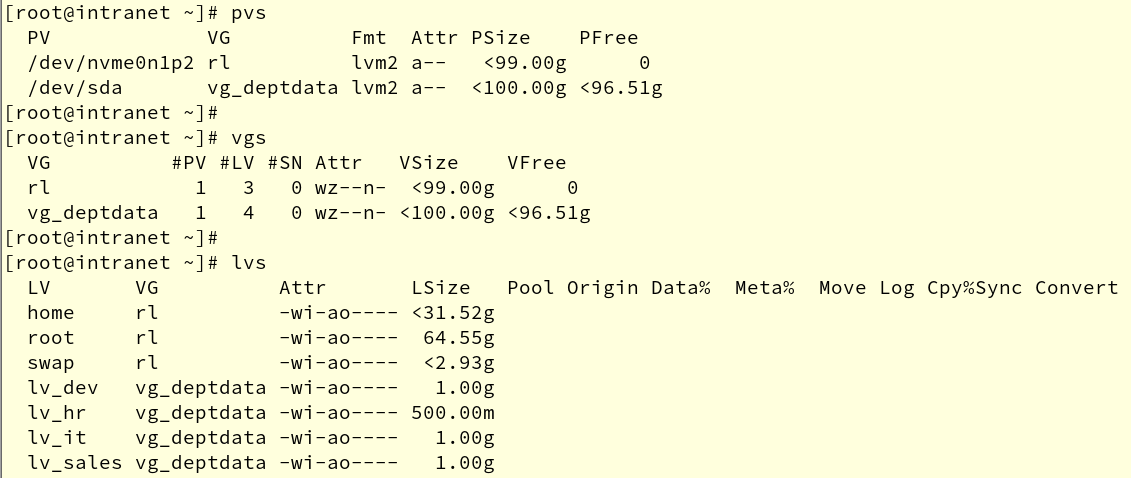 [root@intranet ~]# pvs
  PV             VG          Fmt  Attr PSize    PFree
  /dev/nvme0n1p2 rl          lvm2 a--   <99.00g      0
  /dev/sda       vg_deptdata lvm2 a--  <100.00g <96.51g
[root@intranet ~]#
[root@intranet ~]# vgs
  VG          #PV #LV #SN Attr   VSize    VFree
  rl            1   3   0 wz--n-  <99.00g      0
  vg_deptdata   1   4   0 wz--n- <100.00g <96.51g
[root@intranet ~]#
[root@intranet ~]# lvs
  LV       VG          Attr       LSize   Pool Origin Data%  Meta%  Move Log Cpy%Sync Convert
  home     rl          -wi-ao---- <31.52g
  root     rl          -wi-ao----  64.55g
  swap     rl          -wi-ao----  <2.93g
  lv_dev   vg_deptdata -wi-ao----   1.00g
  lv_hr    vg_deptdata -wi-ao---- 500.00m
  lv_it    vg_deptdata -wi-ao----   1.00g
  lv_sales vg_deptdata -wi-ao----   1.00g